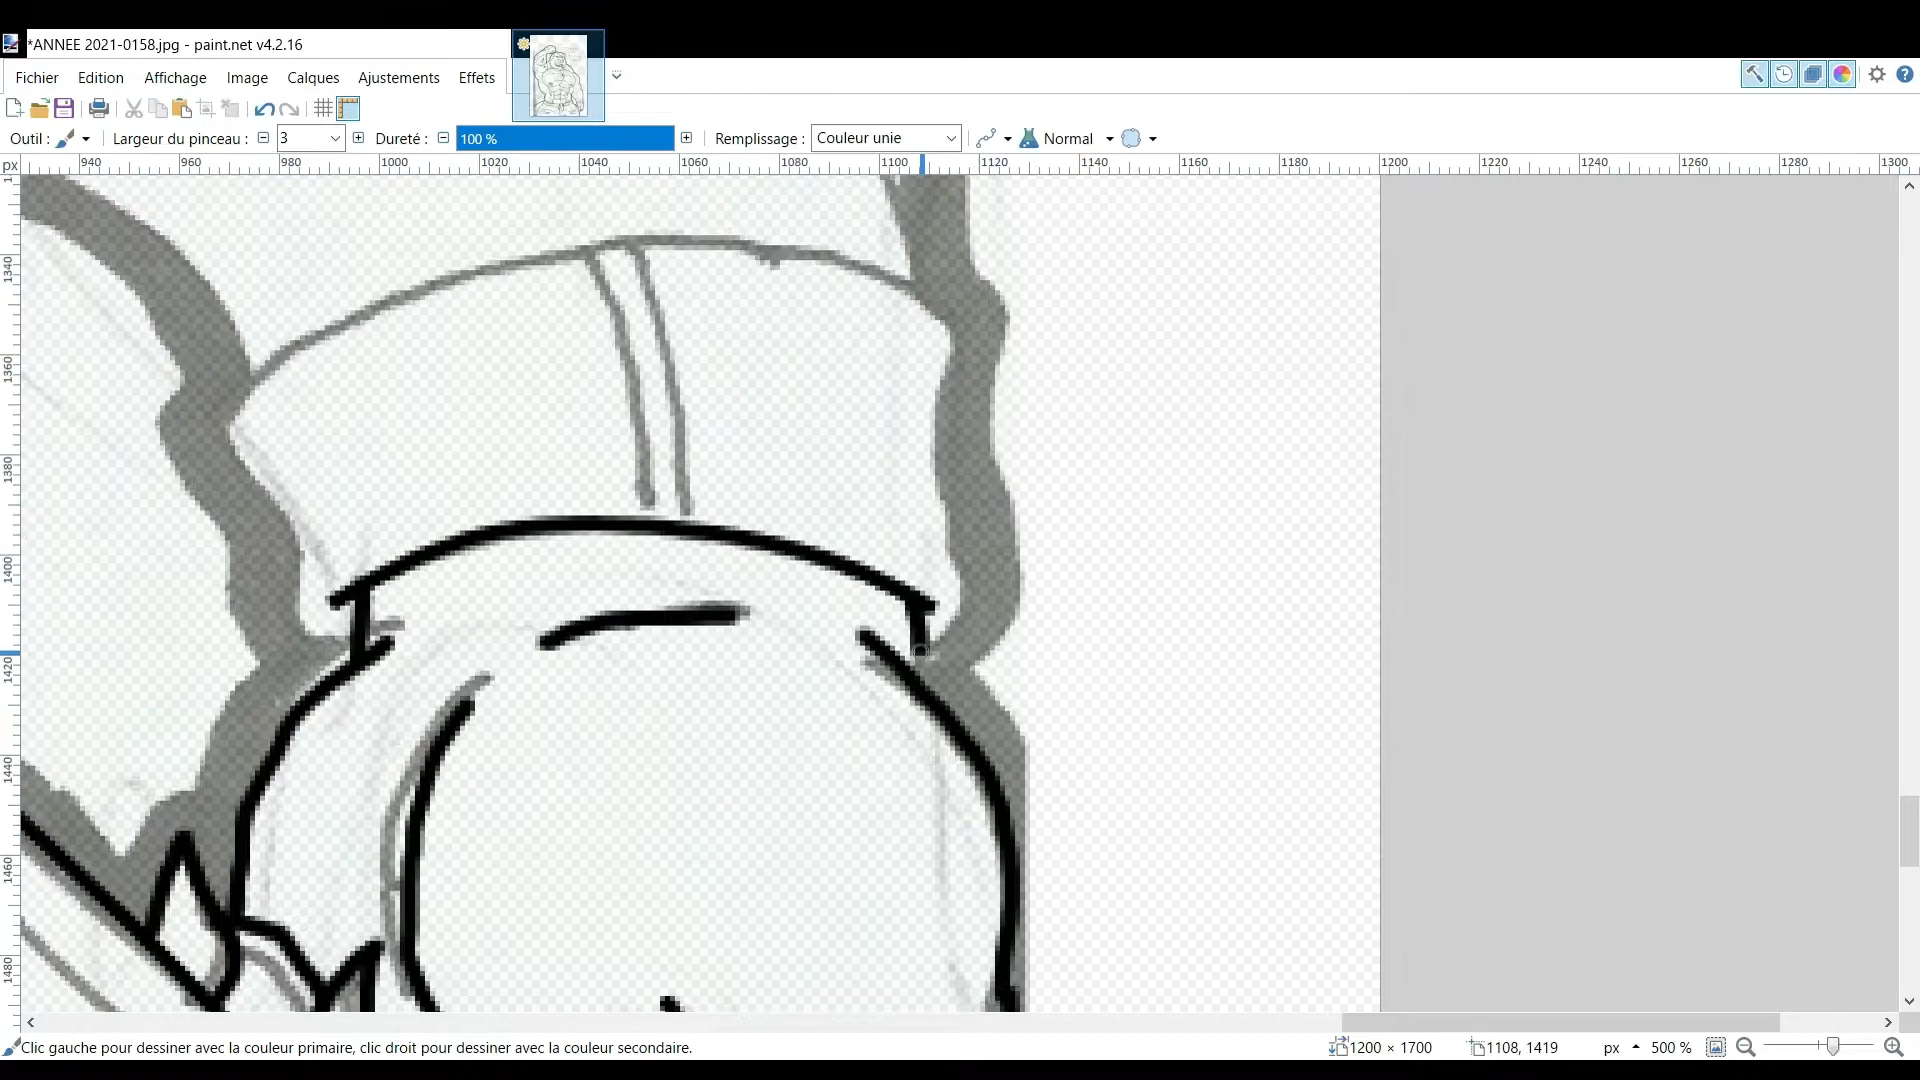 *ANNEE 2021-0158.jpg - paint.net v4.2.16
Fichier Edition Affichage Image Calques Ajustements Effets
Outil : Largeur du pinceau : 3 Dureté : 100 % Remplissage : Couleur unie Normal
px 940 960 980 1000 1020 1040 1060 1080 1100 1120 1140 1160 1180 1200 1220 1240 1260 1280 1300
1340
1360
1380
1400
1420
1440
1460
1480
Clic gauche pour dessiner avec la couleur primaire, clic droit pour dessiner avec la couleur secondaire. 1200 × 1700 1108, 1419 px 500 %